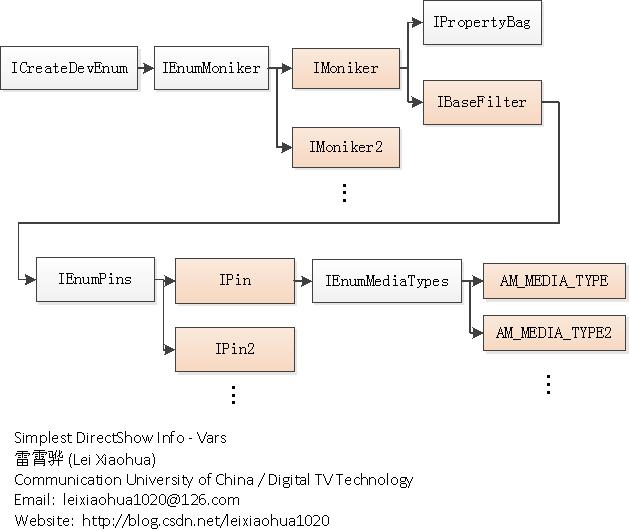 IPropertyBag
ICreateDevEnum
IEnumMoniker
IMoniker
IBaseFilter
IMoniker2
IEnumPins
IPin
IEnumMediaTypes
AM_MEDIA_TYPE
IPin2
AM_MEDIA_TYPE2
Simplest DirectShow Info - Vars
雷霄骅 (Lei Xiaohua)
Communication University of China / Digital TV Technology
Email: leixiaohua1020@126.com
Website: http://blog.csdn.net/leixiaohua1020